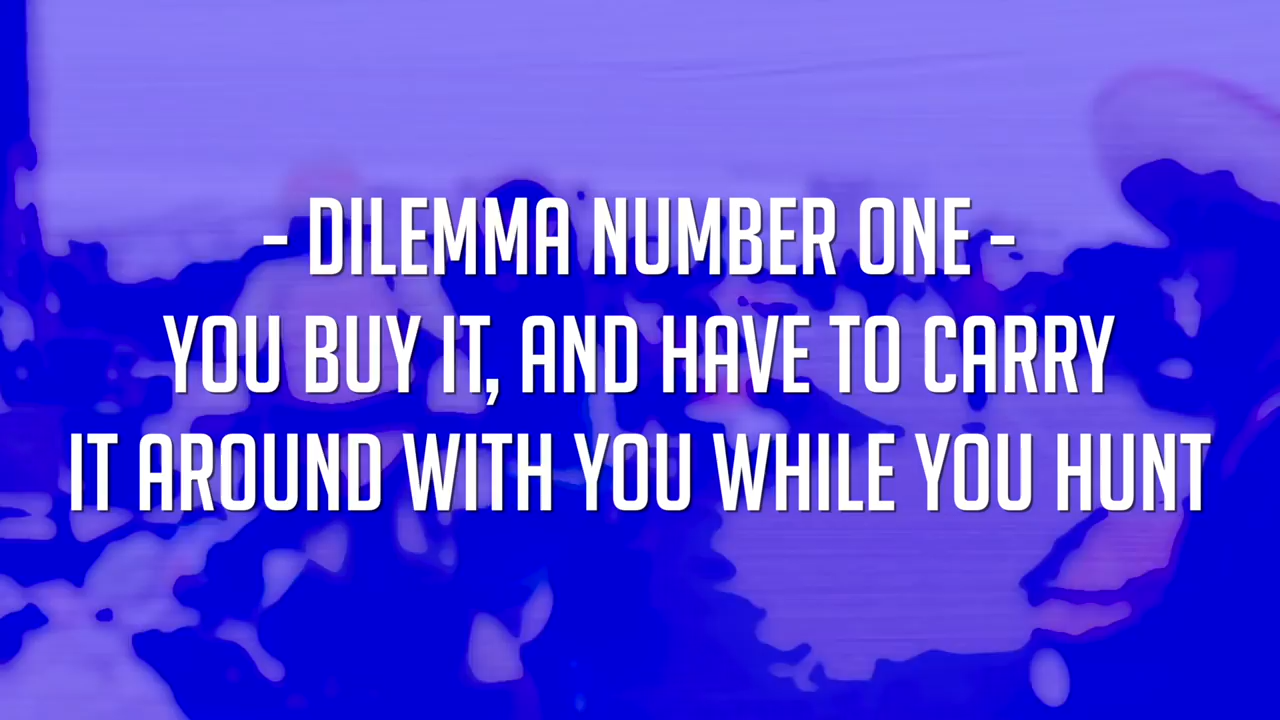 - DILEMMA NUMBER ONE -
YOU BUY IT, AND HAVE TO CARRY
IT AROUND WITH YOU WHILE YOU HUNT